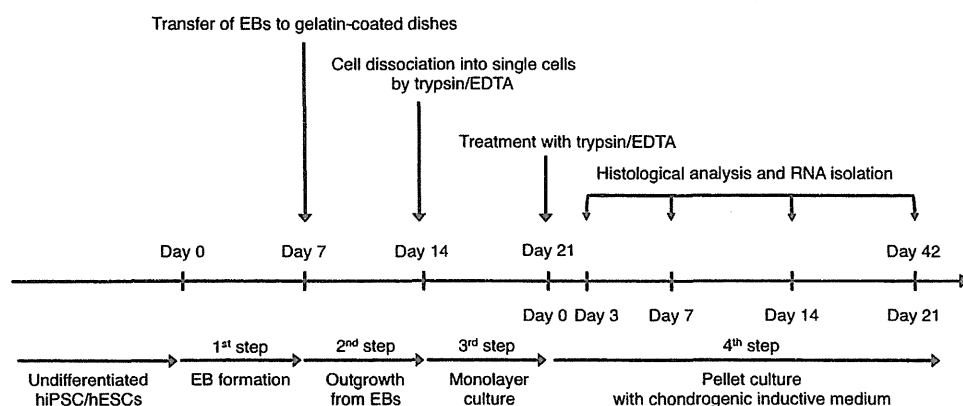 Transfer of EBs to gelatin-coated dishes
Cell dissociation into single cells
by trypsin/EDTA
Treatment with trypsin/EDTA
Histological analysis and RNA isolation
Day 0 Day 7 Day 14 Day 21 Day 42
Day 0 Day 3 Day 7 Day 14 Day 21
1st step 2nd step 3rd step 4th step
Undifferentiated
hiPSC/hESCs
EB formation
Outgrowth
from EBs
Monolayer
culture
Pellet culture
with chondrogenic inductive medium